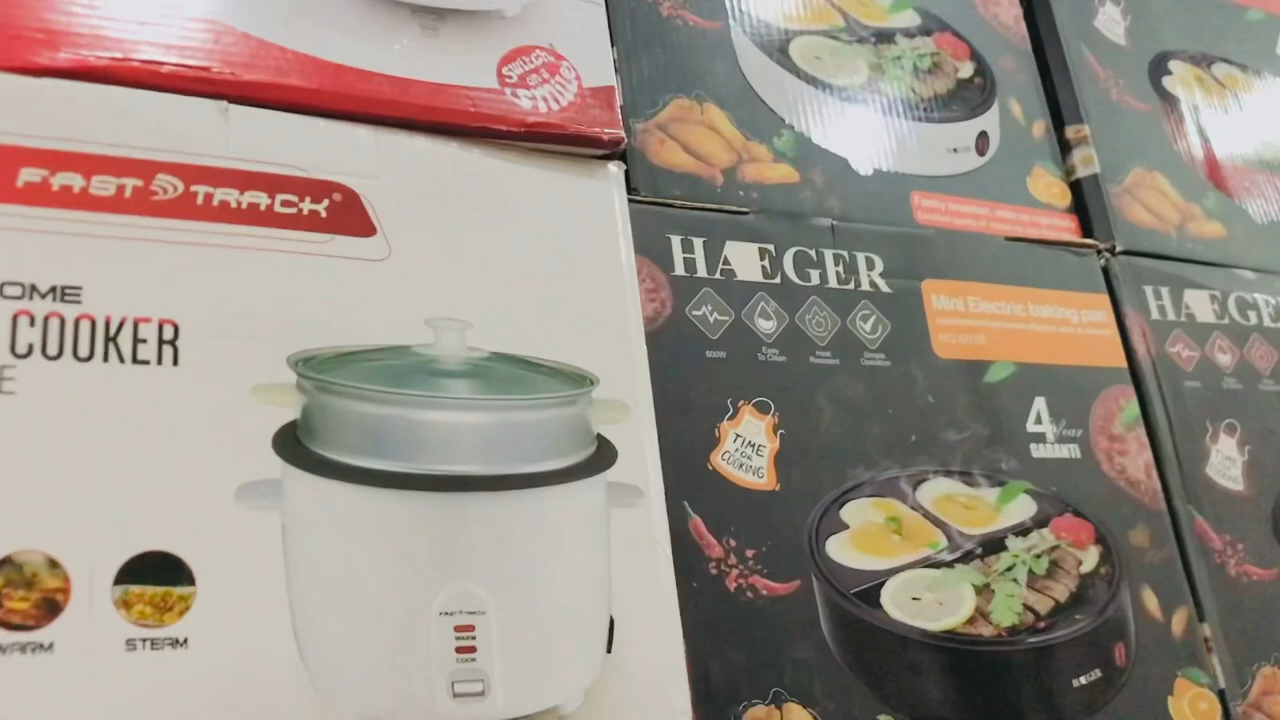 Switch
on a
Smile
FAST TRACK®
OME
COOKER
E
WARM
STEAM
FAST TRACK
WARM
COOK
HAEGER
600W
Easy
To Clean
Heat
Resistant
Simple
Operation
Mini Electric baking pan
TIME
FOR
COOKING
4 Year
GARANTI
HAEGER
HAEGE
TIME
FOR
COOKING